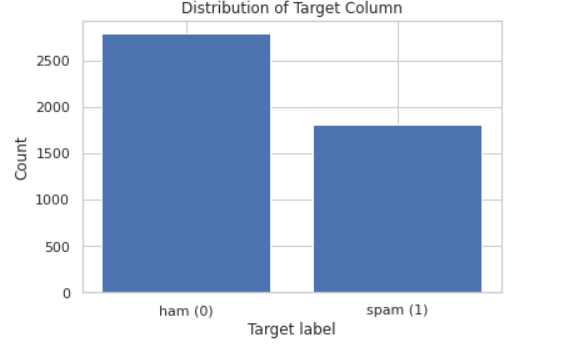 Distribution of Target Column
2500
2000
1500
1000
500
0
Count
ham (0)
spam (1)
Target label